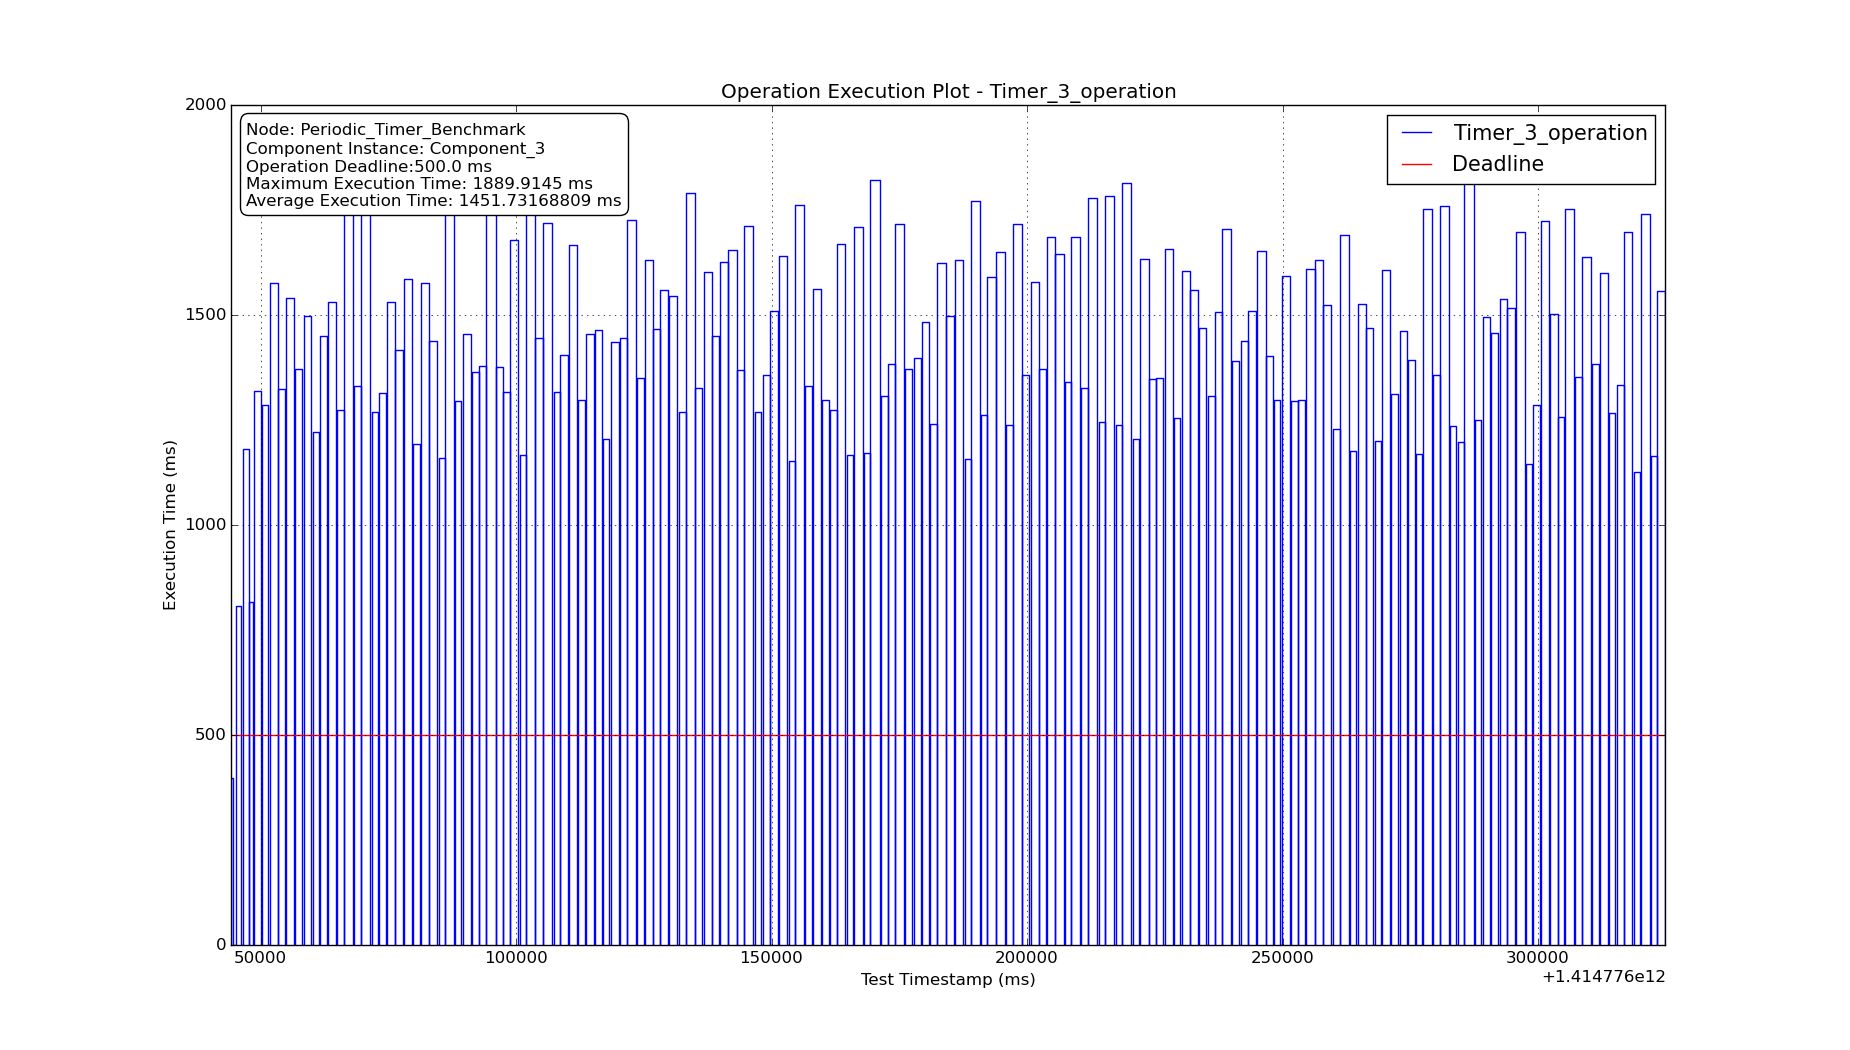 Operation Execution Plot - Timer_3_operation
2000
Node: Periodic_Timer_Benchmark
Component Instance: Component_3
Operation Deadline:500.0 ms
Maximum Execution Time: 1889.9145 ms
Average Execution Time: 1451.73168809 ms
Timer_3_operation
Deadline
1500
1000
500
0
Execution Time (ms)
50000 100000 150000 200000 250000 300000
+1.414776e12
Test Timestamp (ms)